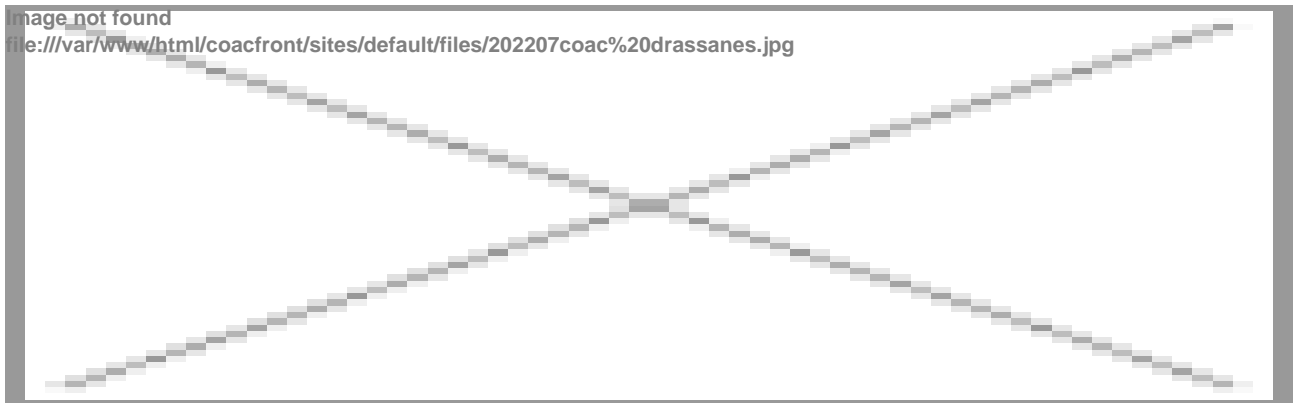 Image not found
file:///var/www/html/coacfront/sites/default/files/202207coac%20drassanes.jpg